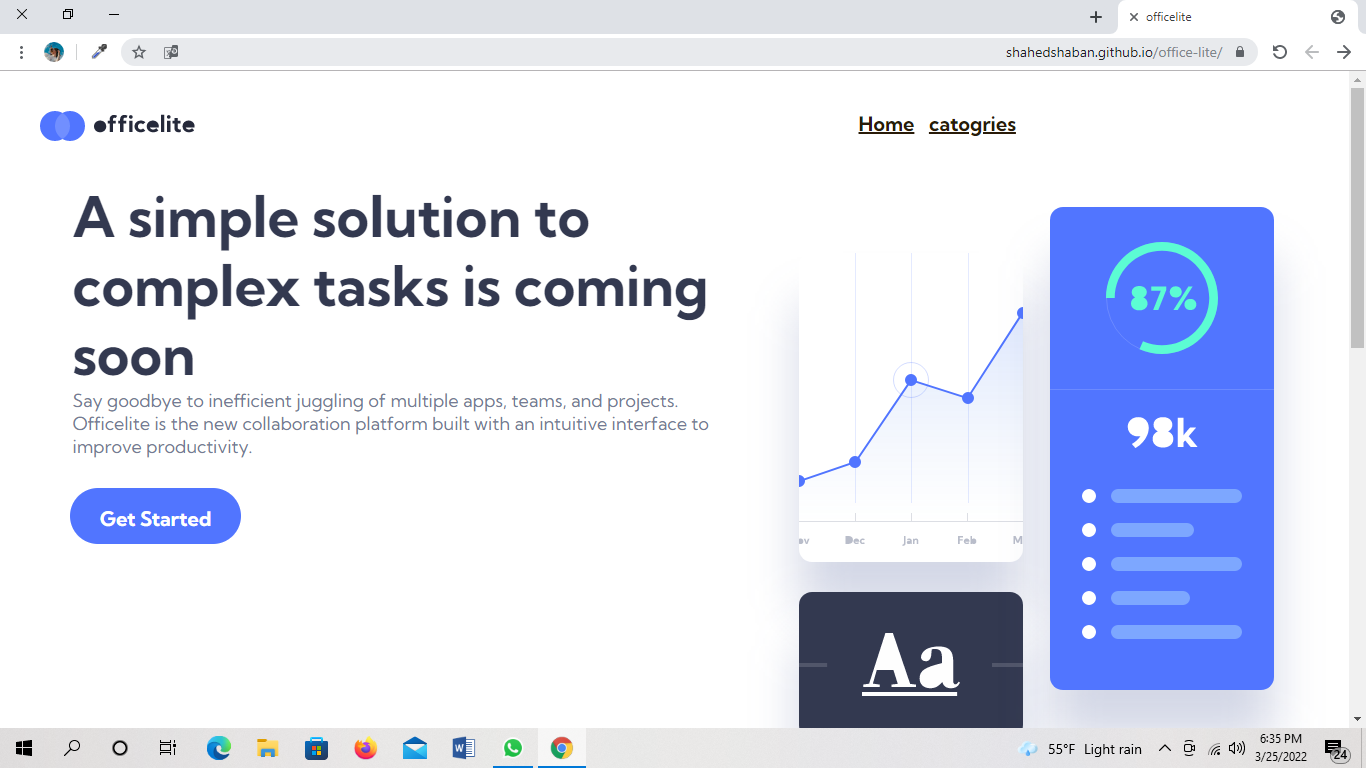 officelite
shahedshaban.github.io/office-lite/
officelite
Home catogries
A simple solution to
complex tasks is coming
soon
Say goodbye to inefficient juggling of multiple apps, teams, and projects.
Officelite is the new collaboration platform built with an intuitive interface to
improve productivity.
Get Started
ov Dec Jan Feb M
Aa
87%
98k
55°F Light rain
6:35 PM
3/25/2022
24